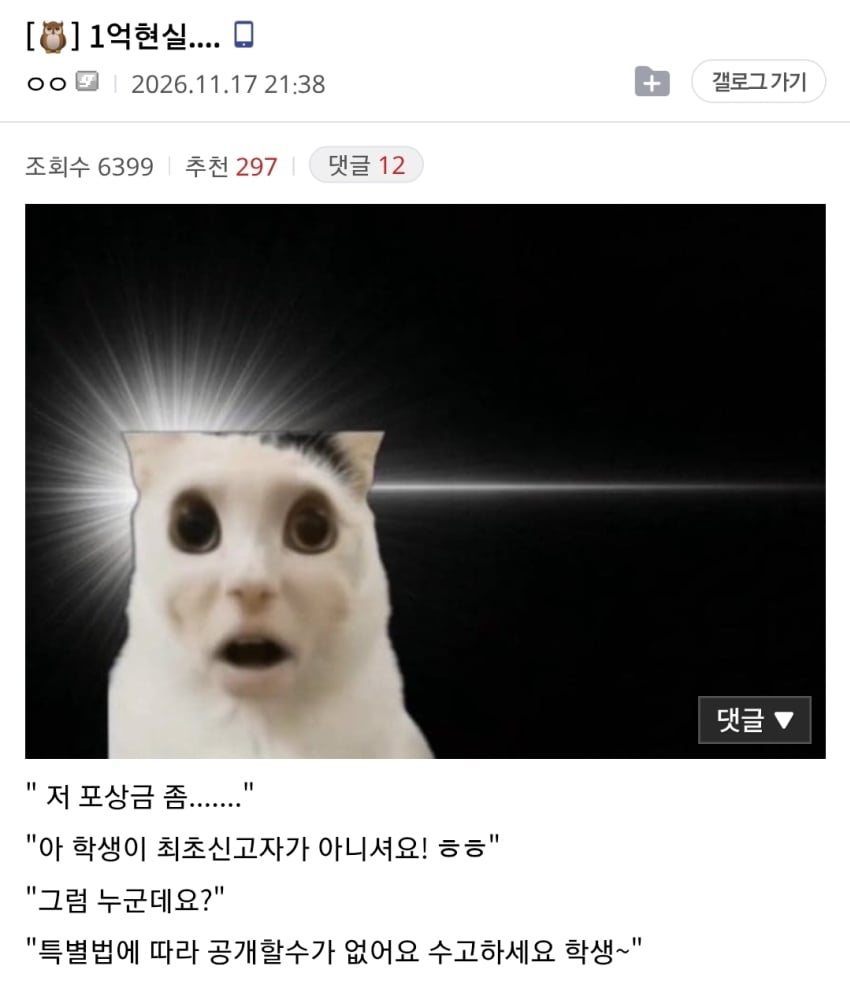 [🦉] 1억현실....
ㅇㅇ 2026.11.17 21:38
갤로그 가기
조회수 6399 추천 297 댓글 12
댓글 ▼
" 저 포상금 좀......."
"아 학생이 최초신고자가 아니셔요! ㅎㅎ"
"그럼 누군데요?"
"특별법에 따라 공개할수가 없어요 수고하세요 학생~"